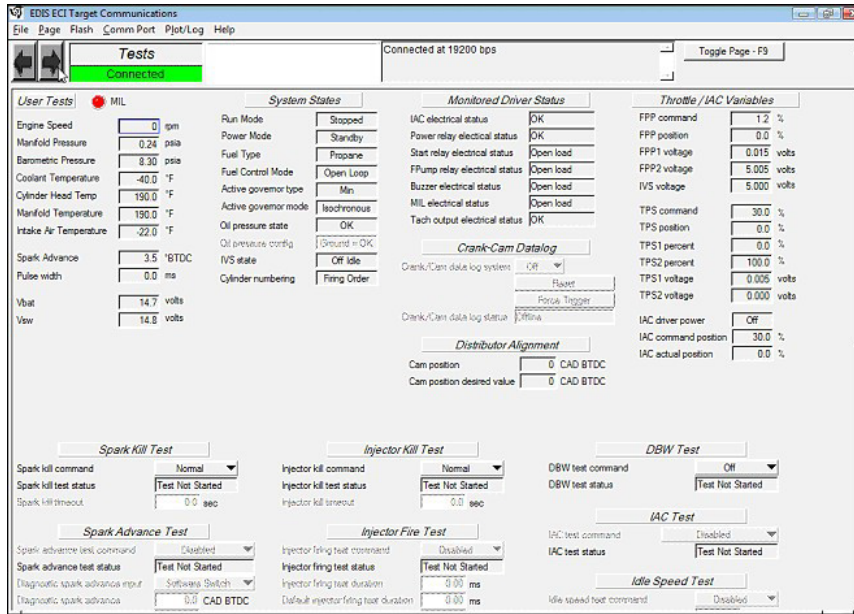 EDIS ECI Target Communications
File Page Flash Comm Port Plot/Log Help
Tests
Connected
Connected at 19200 bps
Toggle Page - F9
User Tests
MIL
Engine Speed 0 rpm
Manifold Pressure 0.24 psia
Barometric Pressure 8.30 psia
Coolant Temperature -40.0 °F
Cylinder Head Temp 190.0 °F
Manifold Temperature 190.0 °F
Intake Air Temperature -22.0 °F
Spark Advance 3.5 °BTDC
Pulse width 0.0 ms
Vbat 14.7 volts
Vsw 14.8 volts
System States
Run Mode Stopped
Power Mode Standby
Fuel Type Propane
Fuel Control Mode Open Loop
Active governor type Min
Active governor mode Isochronous
Oil pressure state OK
Oil pressure config Ground = OK
IVS state Off Idle
Cylinder numbering Firing Order
Monitored Driver Status
IAC electrical status OK
Power relay electical status OK
Start relay electrical status Open load
FPump relay electrical status Open load
Buzzer electrical status Open load
MIL electrical status Open load
Tach output electrical status OK
Crank-Cam Datalog
Crank/Cam data log system Off
Reset
Force Trigger
Crank/Cam data log status Offline
Distributor Alignment
Cam position 0 CAD BTDC
Cam position desired value 0 CAD BTDC
Throttle / IAC Variables
FPP command 1.2 %
FPP position 0.0 %
FPP1 voltage 0.015 volts
FPP2 voltage 5.005 volts
IVS voltage 5.000 volts
TPS command 30.0 %
TPS position 0.0 %
TPS1 percent 0.0 %
TPS2 percent 100.0 %
TPS1 voltage 0.005 volts
TPS2 voltage 0.000 volts
IAC driver power Off
IAC command position 30.0 %
IAC actual position 0.0 %
Spark Kill Test
Spark kill command Normal
Spark kill test status Test Not Started
Spark kill timeout 0.0 sec
Injector Kill Test
Injector kill command Normal
Injector kill test status Test Not Started
Injector kill timeout 0.0 sec
DBW Test
DBW test command Off
DBW test status Test Not Started
Spark Advance Test
Spark advance test command Disabled
Spark advance test status Test Not Started
Diagnostic spark advance input Software Switch
Diagnostic spark advance 0.0 CAD BTDC
Injector Fire Test
Injector firing test command Disabled
Injector firing test status Test Not Started
Injector firing test duration 0.00 ms
Default injector firing test duration 0.00 ms
IAC Test
IAC test command Disabled
IAC test status Test Not Started
Idle Speed Test
Idle speed test command Disabled